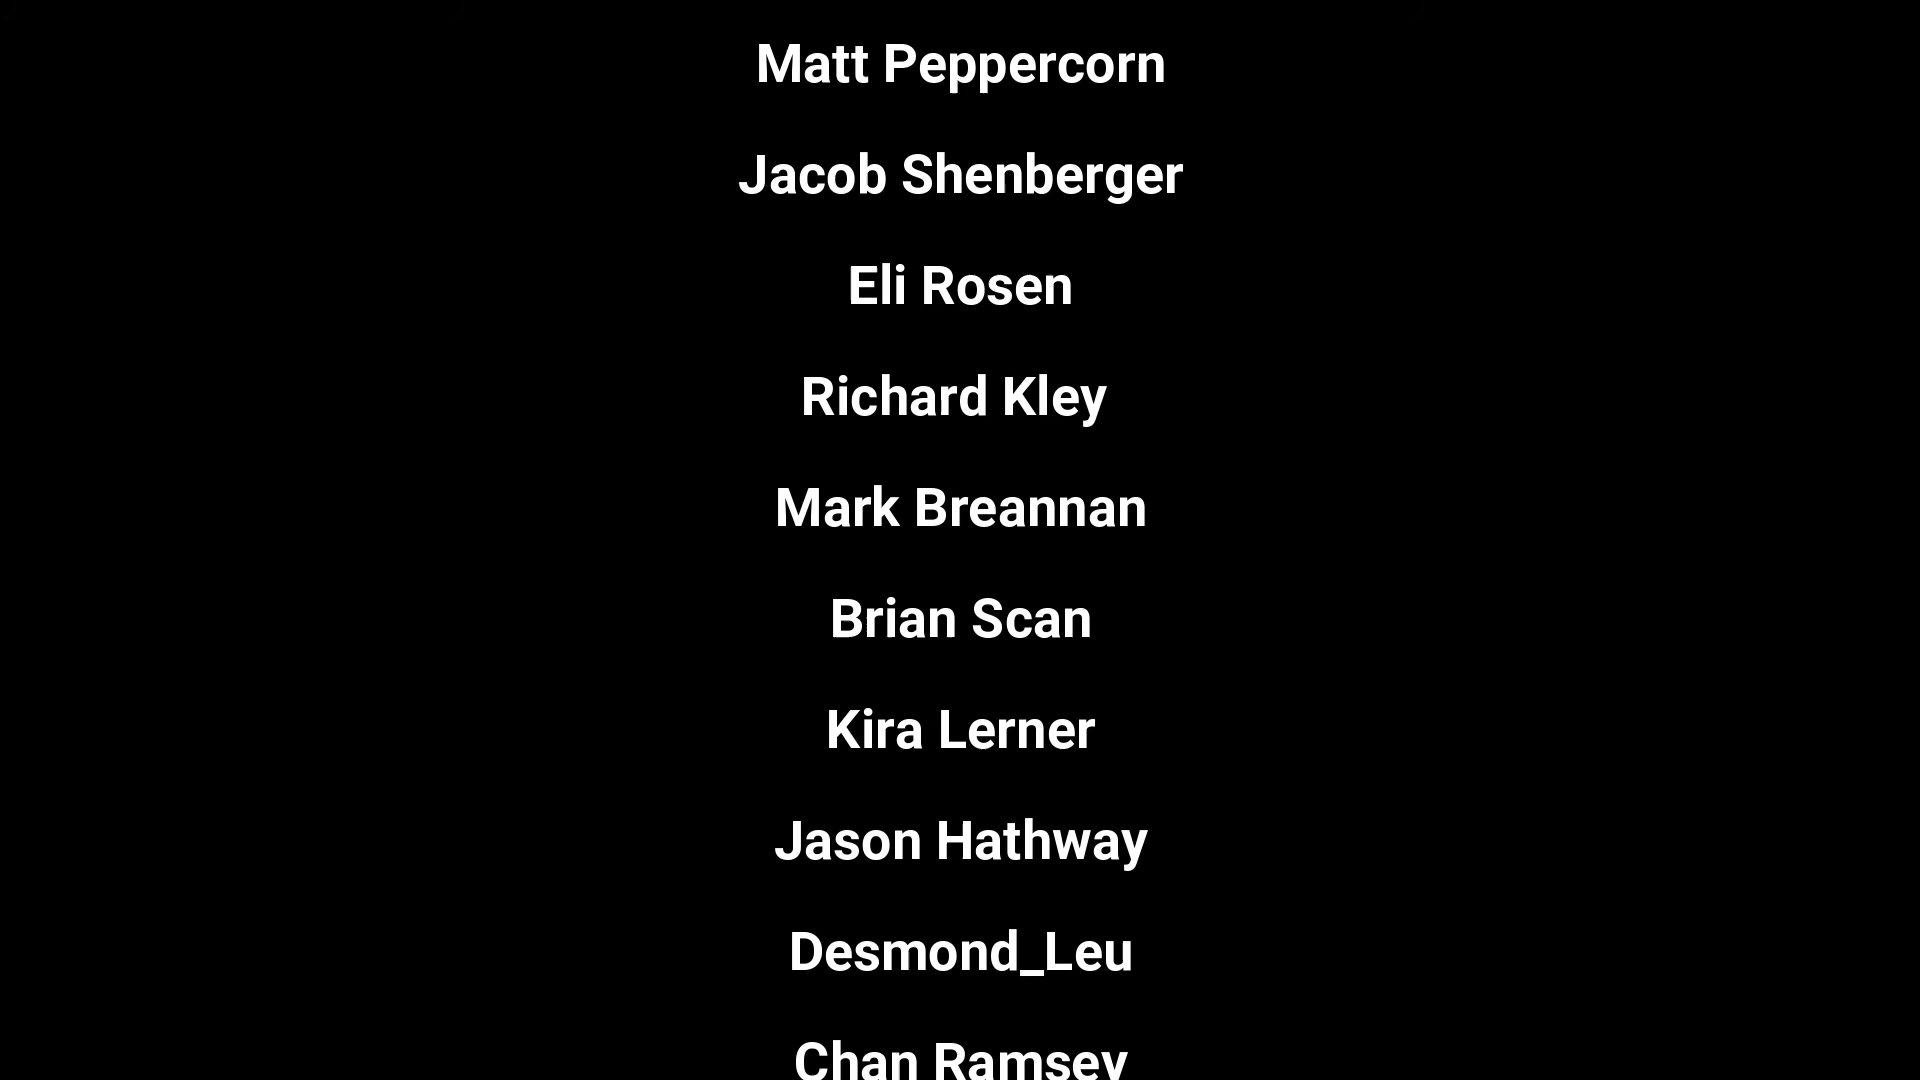 Matt Peppercorn
Jacob Shenberger
Eli Rosen
Richard Kley
Mark Breannan
Brian Scan
Kira Lerner
Jason Hathway
Desmond_Leu
Chan Ramsey